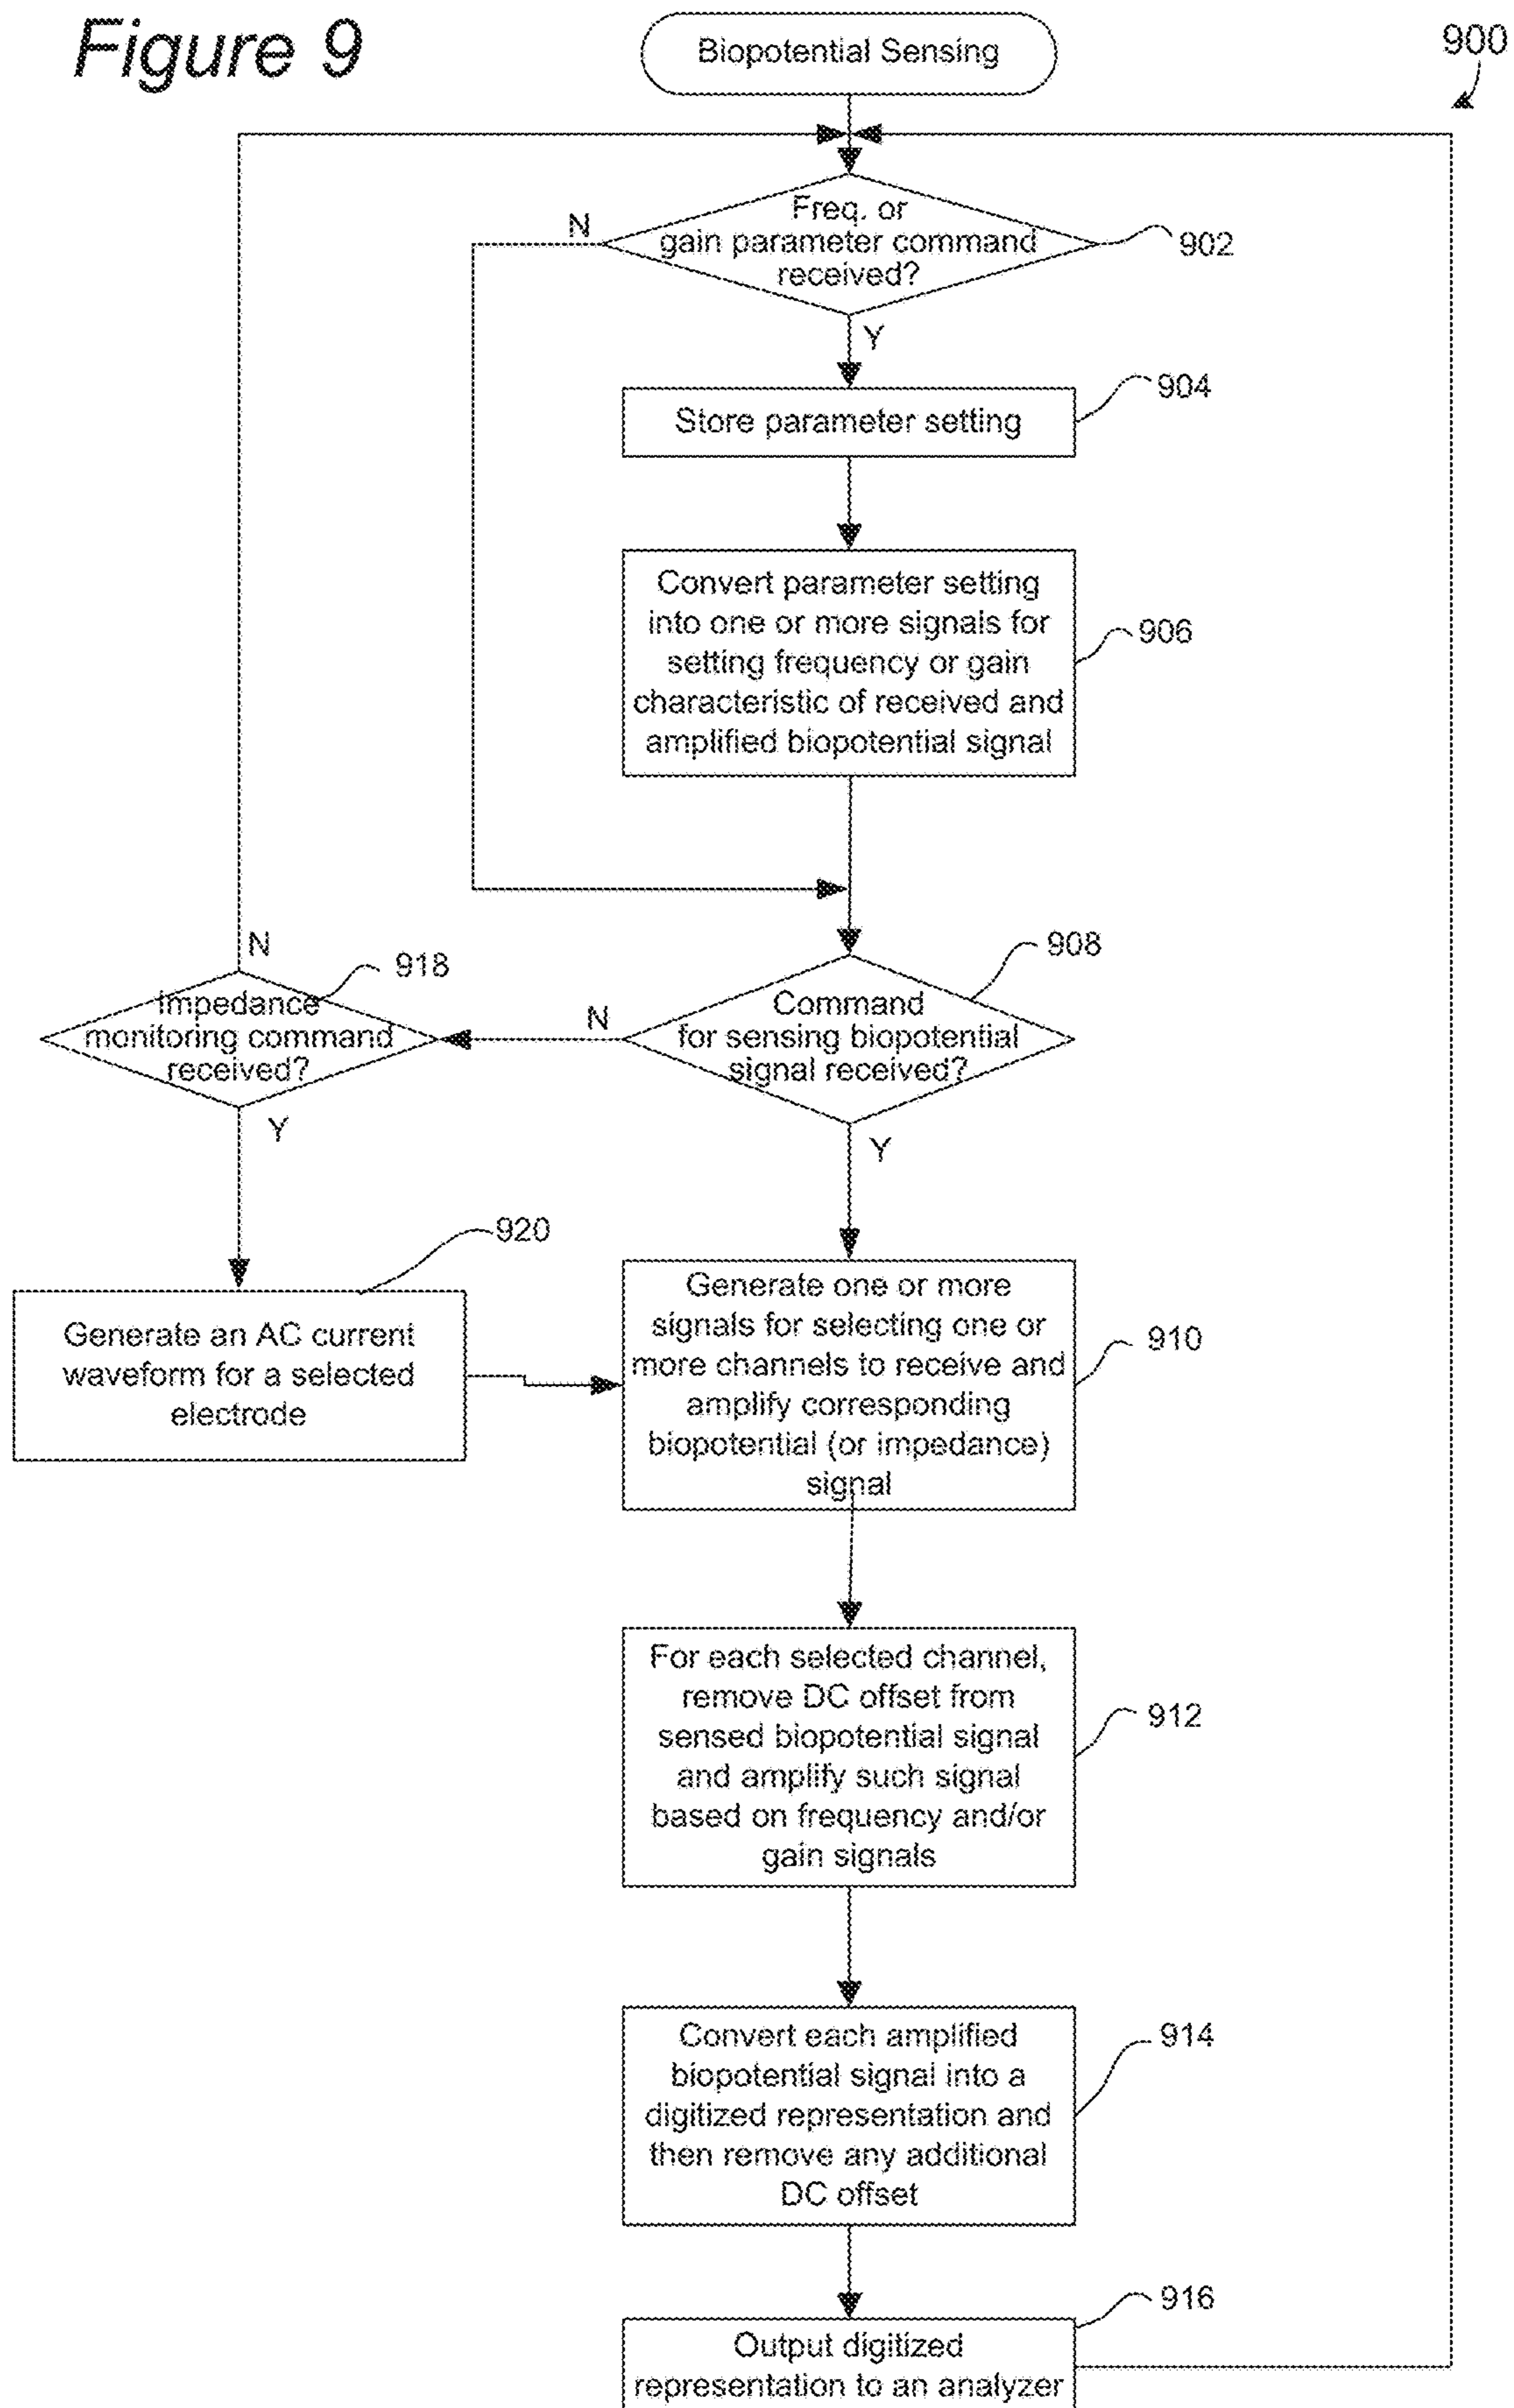 Figure 9
Biopotential Sensing
900
Freq. or
gain parameter command
received?
N
902
Y
Store parameter setting
904
Convert parameter setting
into one or more signals for
setting frequency or gain
characteristic of received and
amplified biopotential signal
906
Command
for sensing biopotential
signal received?
908
N
Y
Impedance
monitoring command
received?
918
N
Y
Generate an AC current
waveform for a selected
electrode
920
Generate one or more
signals for selecting one or
more channels to receive and
amplify corresponding
biopotential (or impedance)
signal
910
For each selected channel,
remove DC offset from
sensed biopotential signal
and amplify such signal
based on frequency and/or
gain signals
912
Convert each amplified
biopotential signal into a
digitized representation and
then remove any additional
DC offset
914
Output digitized
representation to an analyzer
916